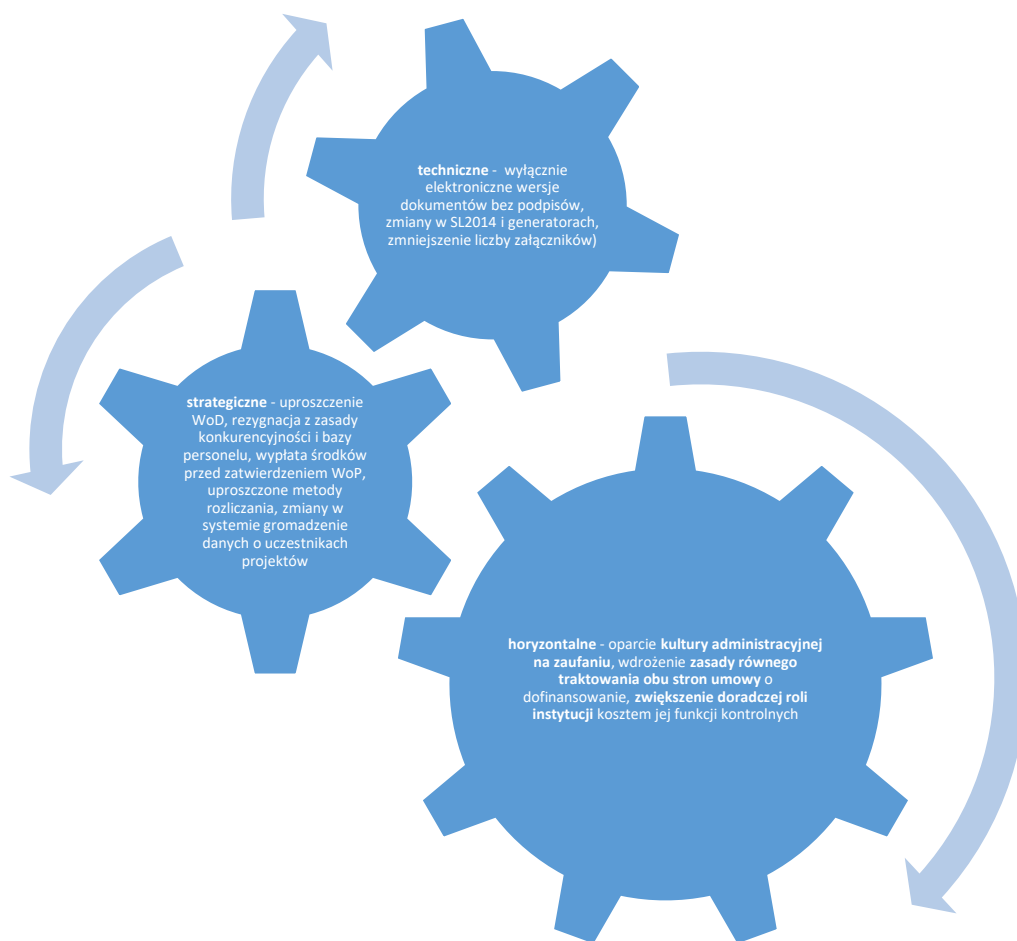 techniczne - wyłącznie
elektroniczne wersje
dokumentów bez podpisów,
zmiany w SL2014 i generatorach,
zmniejszenie liczby załączników)
strategiczne - uproszczenie
WoD, rezygnacja z zasady
konkurencyjności i bazy
personelu, wypłata środków
przed zatwierdzeniem WoP,
uproszczone metody
rozliczania, zmiany w
systemie gromadzenie
danych o uczestnikach
projektów
horyzontalne - oparcie kultury administracyjnej
na zaufaniu, wdrożenie zasady równego
traktowania obu stron umowy o
dofinansowanie, zwiększenie doradczej roli
instytucji kosztem jej funkcji kontrolnych